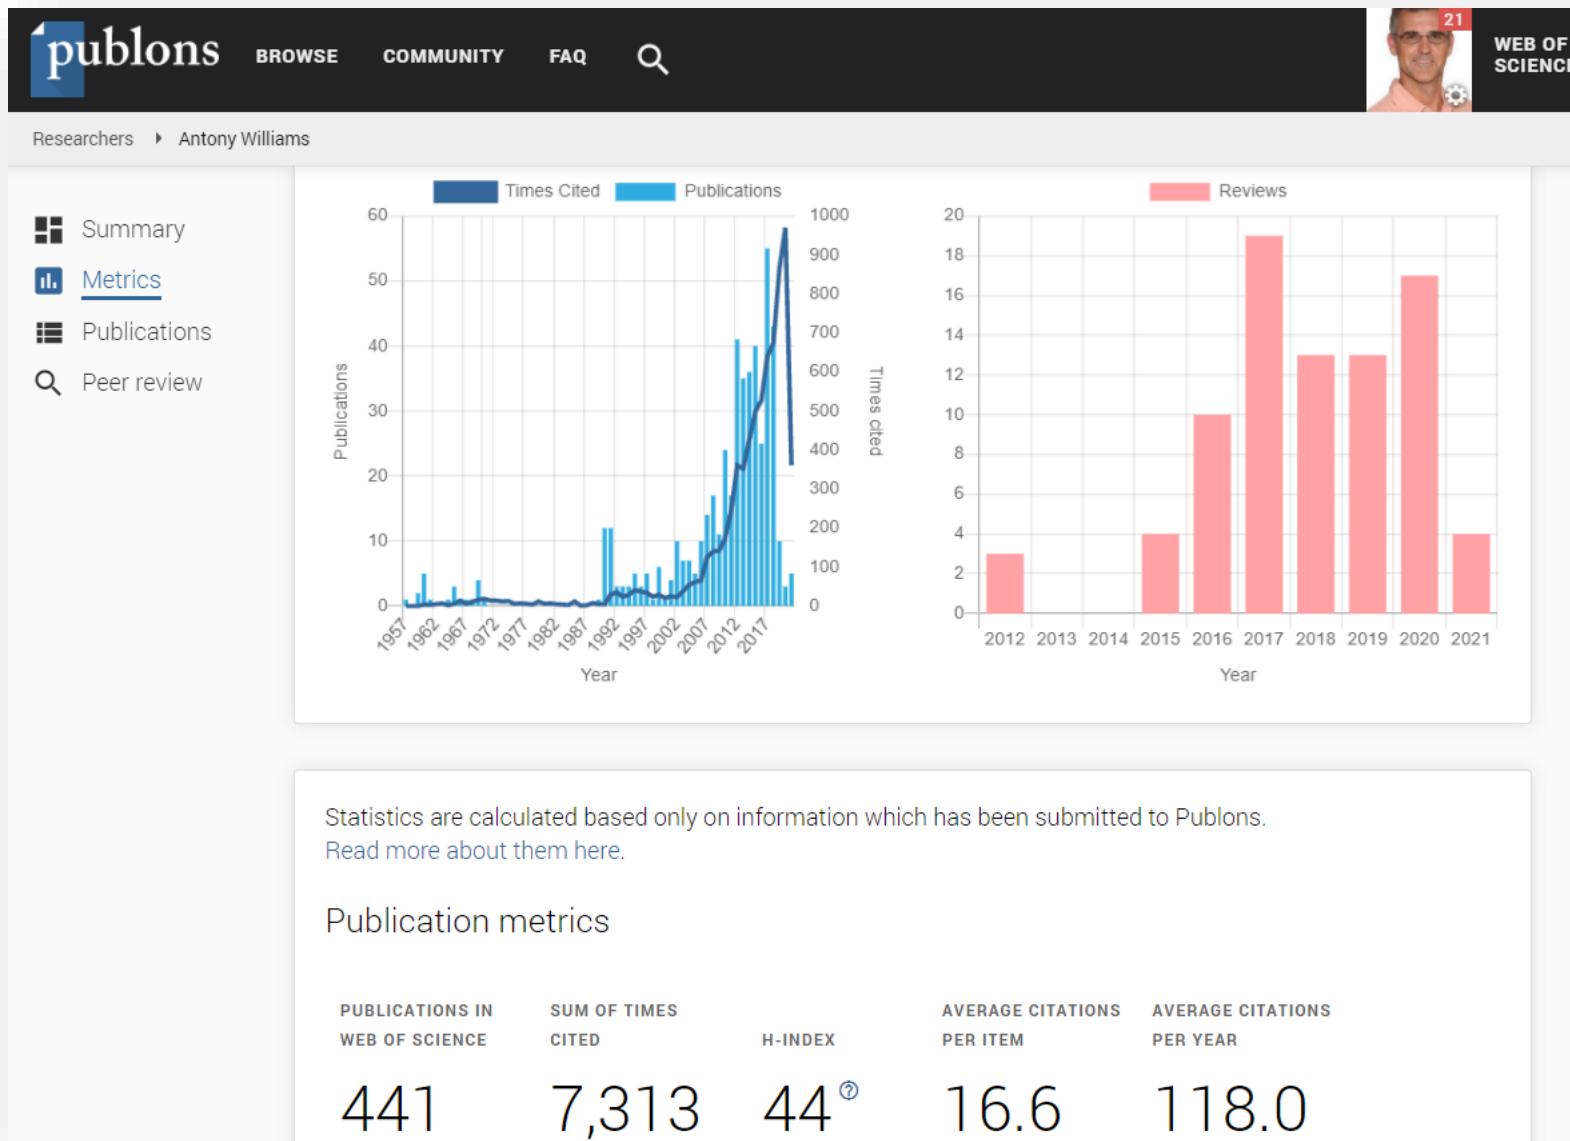 publons
BROWSE COMMUNITY FAQ
21
WEB OF
Researchers Antony Williams
Summary
Metrics
Publications
Peer review
Times Cited Publications
60
50
40
30
20
10
0
Publications
1000
900
800
700
600
500
400
300
200
100
0
Times cited
1957 1962 1967 1972 1977 1982 1987 1992 1997 2002 2007 2012 2017
Year
Reviews
20
18
16
14
12
10
8
6
4
2
0
2012 2013 2014 2015 2016 2017 2018 2019 2020 2021
Year
Statistics are calculated based only on information which has been submitted to Publons.
Read more about them here.
Publication metrics
PUBLICATIONS IN SUM OF TIMES AVERAGE CITATIONS AVERAGE CITATIONS
WEB OF SCIENCE CITED H-INDEX PER ITEM PER YEAR
441 7,313 44 ? 16.6 118.0